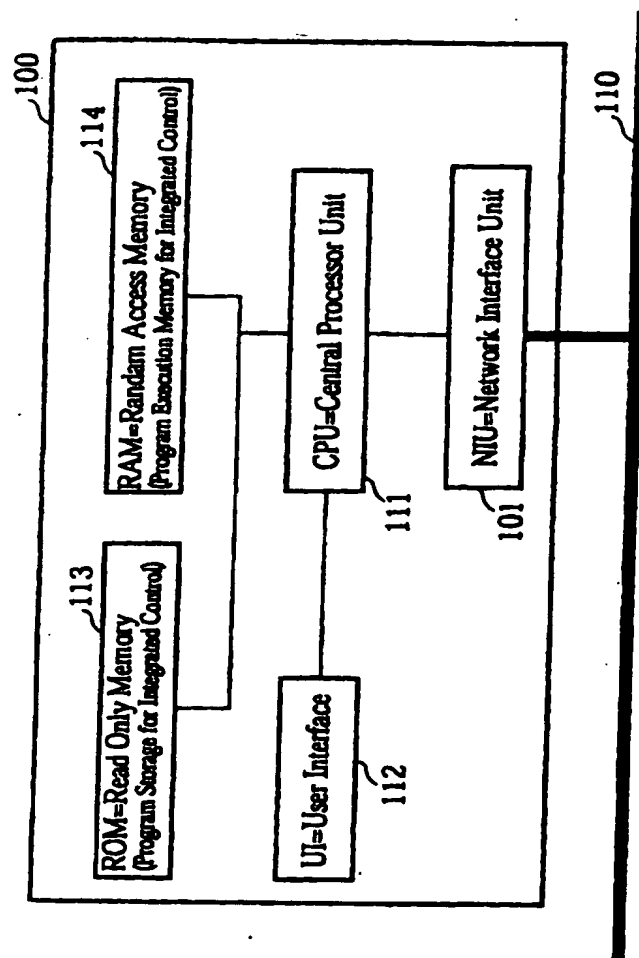 100
113
ROM=Read Only Memory
(Program Storage for Integrated Control)
114
RAM=Randam Access Memory
(Program Execution Memory for Integrated Control)
UI=User Interface
112
CPU=Central Processor Unit
111
NIU=Network Interface Unit
101
110